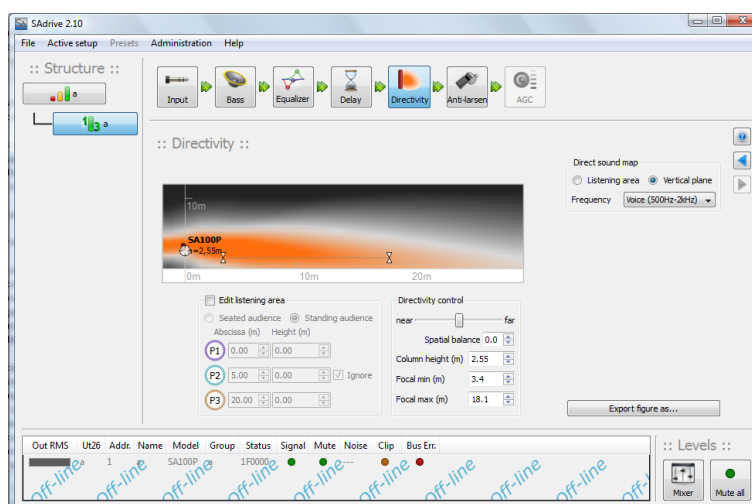 SAdrive 2.10
File Active setup Presets Administration Help
:: Structure ::
a
1 3 a
Input Bass Equalizer Delay Directivity Anti-larsen AGC
:: Directivity ::
Direct sound map
Listening area Vertical plane
Frequency Voice (500Hz-2kHz)
10m
SA100P
h=2,55m
0m 10m 20m
Edit listening area
Seated audience Standing audience
Abscissa (m) Height (m)
P1 0.00 0.00
P2 5.00 0.00 Ignore
P3 20.00 0.00
Directivity control
near far
Spatial balance 0.0
Column height (m) 2.55
Focal min (m) 3.4
Focal max (m) 18.1
Export figure as...
Out RMS Ut26 Addr. Name Model Group Status Signal Mute Noise Clip Bus Err.
a 1 a SA100P a 1F0000 ---
off-line off-line off-line off-line off-line off-line off-line off-line
:: Levels ::
Mixer Mute all